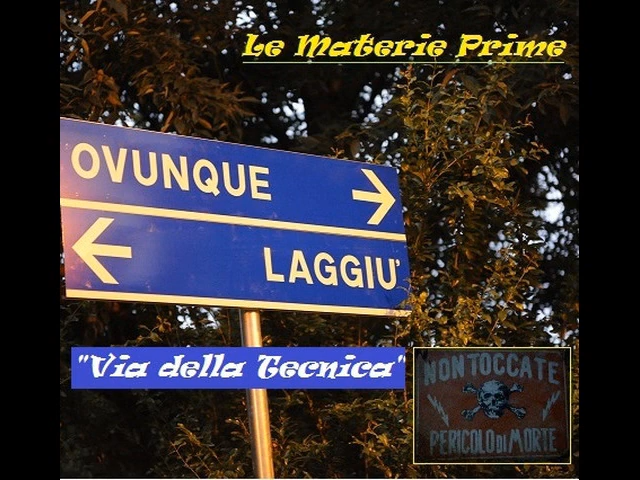 Le Materie Prime
OVUNQUE
LAGGIU'
"Via della Tecnica"
NON TOCCATE
PERICOLO DI MORTE